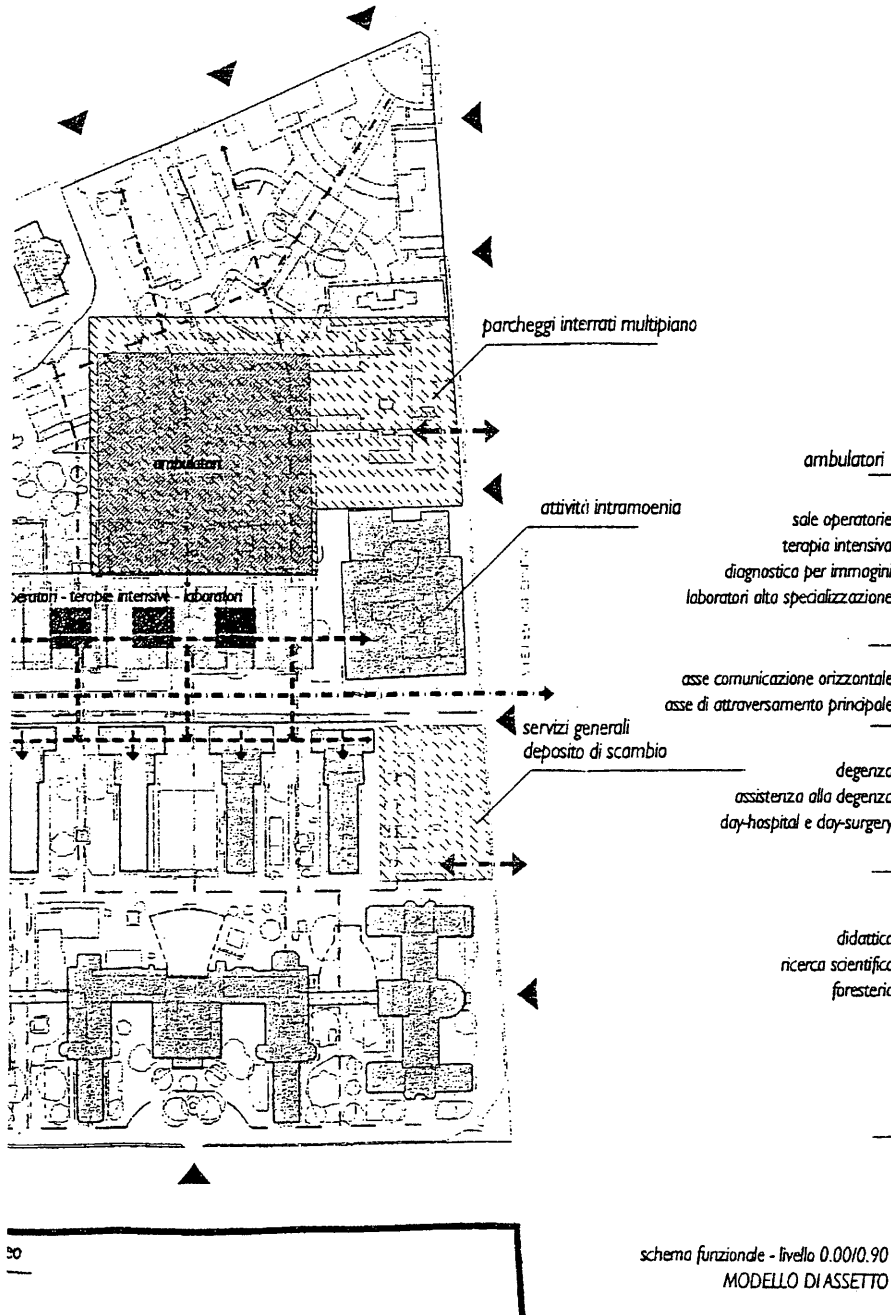 parcheggi interrati multipiano
ambulatori
ambulatori
attività intramoenia
sale operatorie
terapia intensiva
diagnostica per immagini
laboratori alta specializzazione
- terapie intensive - laboratori
asse comunicazione orizzontale
asse di attraversamento principale
servizi generali
deposito di scambio
degenza
assistenza alla degenza
day-hospital e day-surgery
didattica
ricerca scientifica
foresteria
schema funzionale - livello 0.00/0.90
MODELLO DI ASSETTO